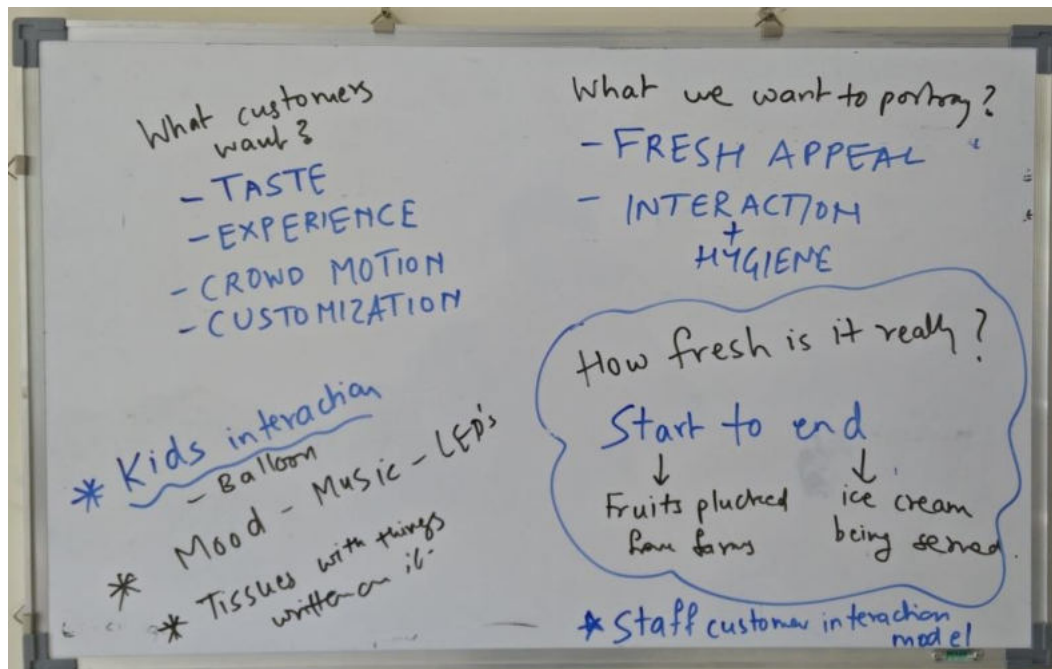 What customers
want?
- TASTE
- EXPERIENCE
- CROWD MOTION
- CUSTOMIZATION
* Kids interaction
- Balloon
* Mood - Music - LED's
* Tissues with things
written on it.
What we want to portray?
- FRESH APPEAL
- INTERACTION
+
HYGIENE
How fresh is it really?
Start to end
↓ ↓
Fruits plucked
from farms
ice cream
being served.
* Staff customer interaction
model